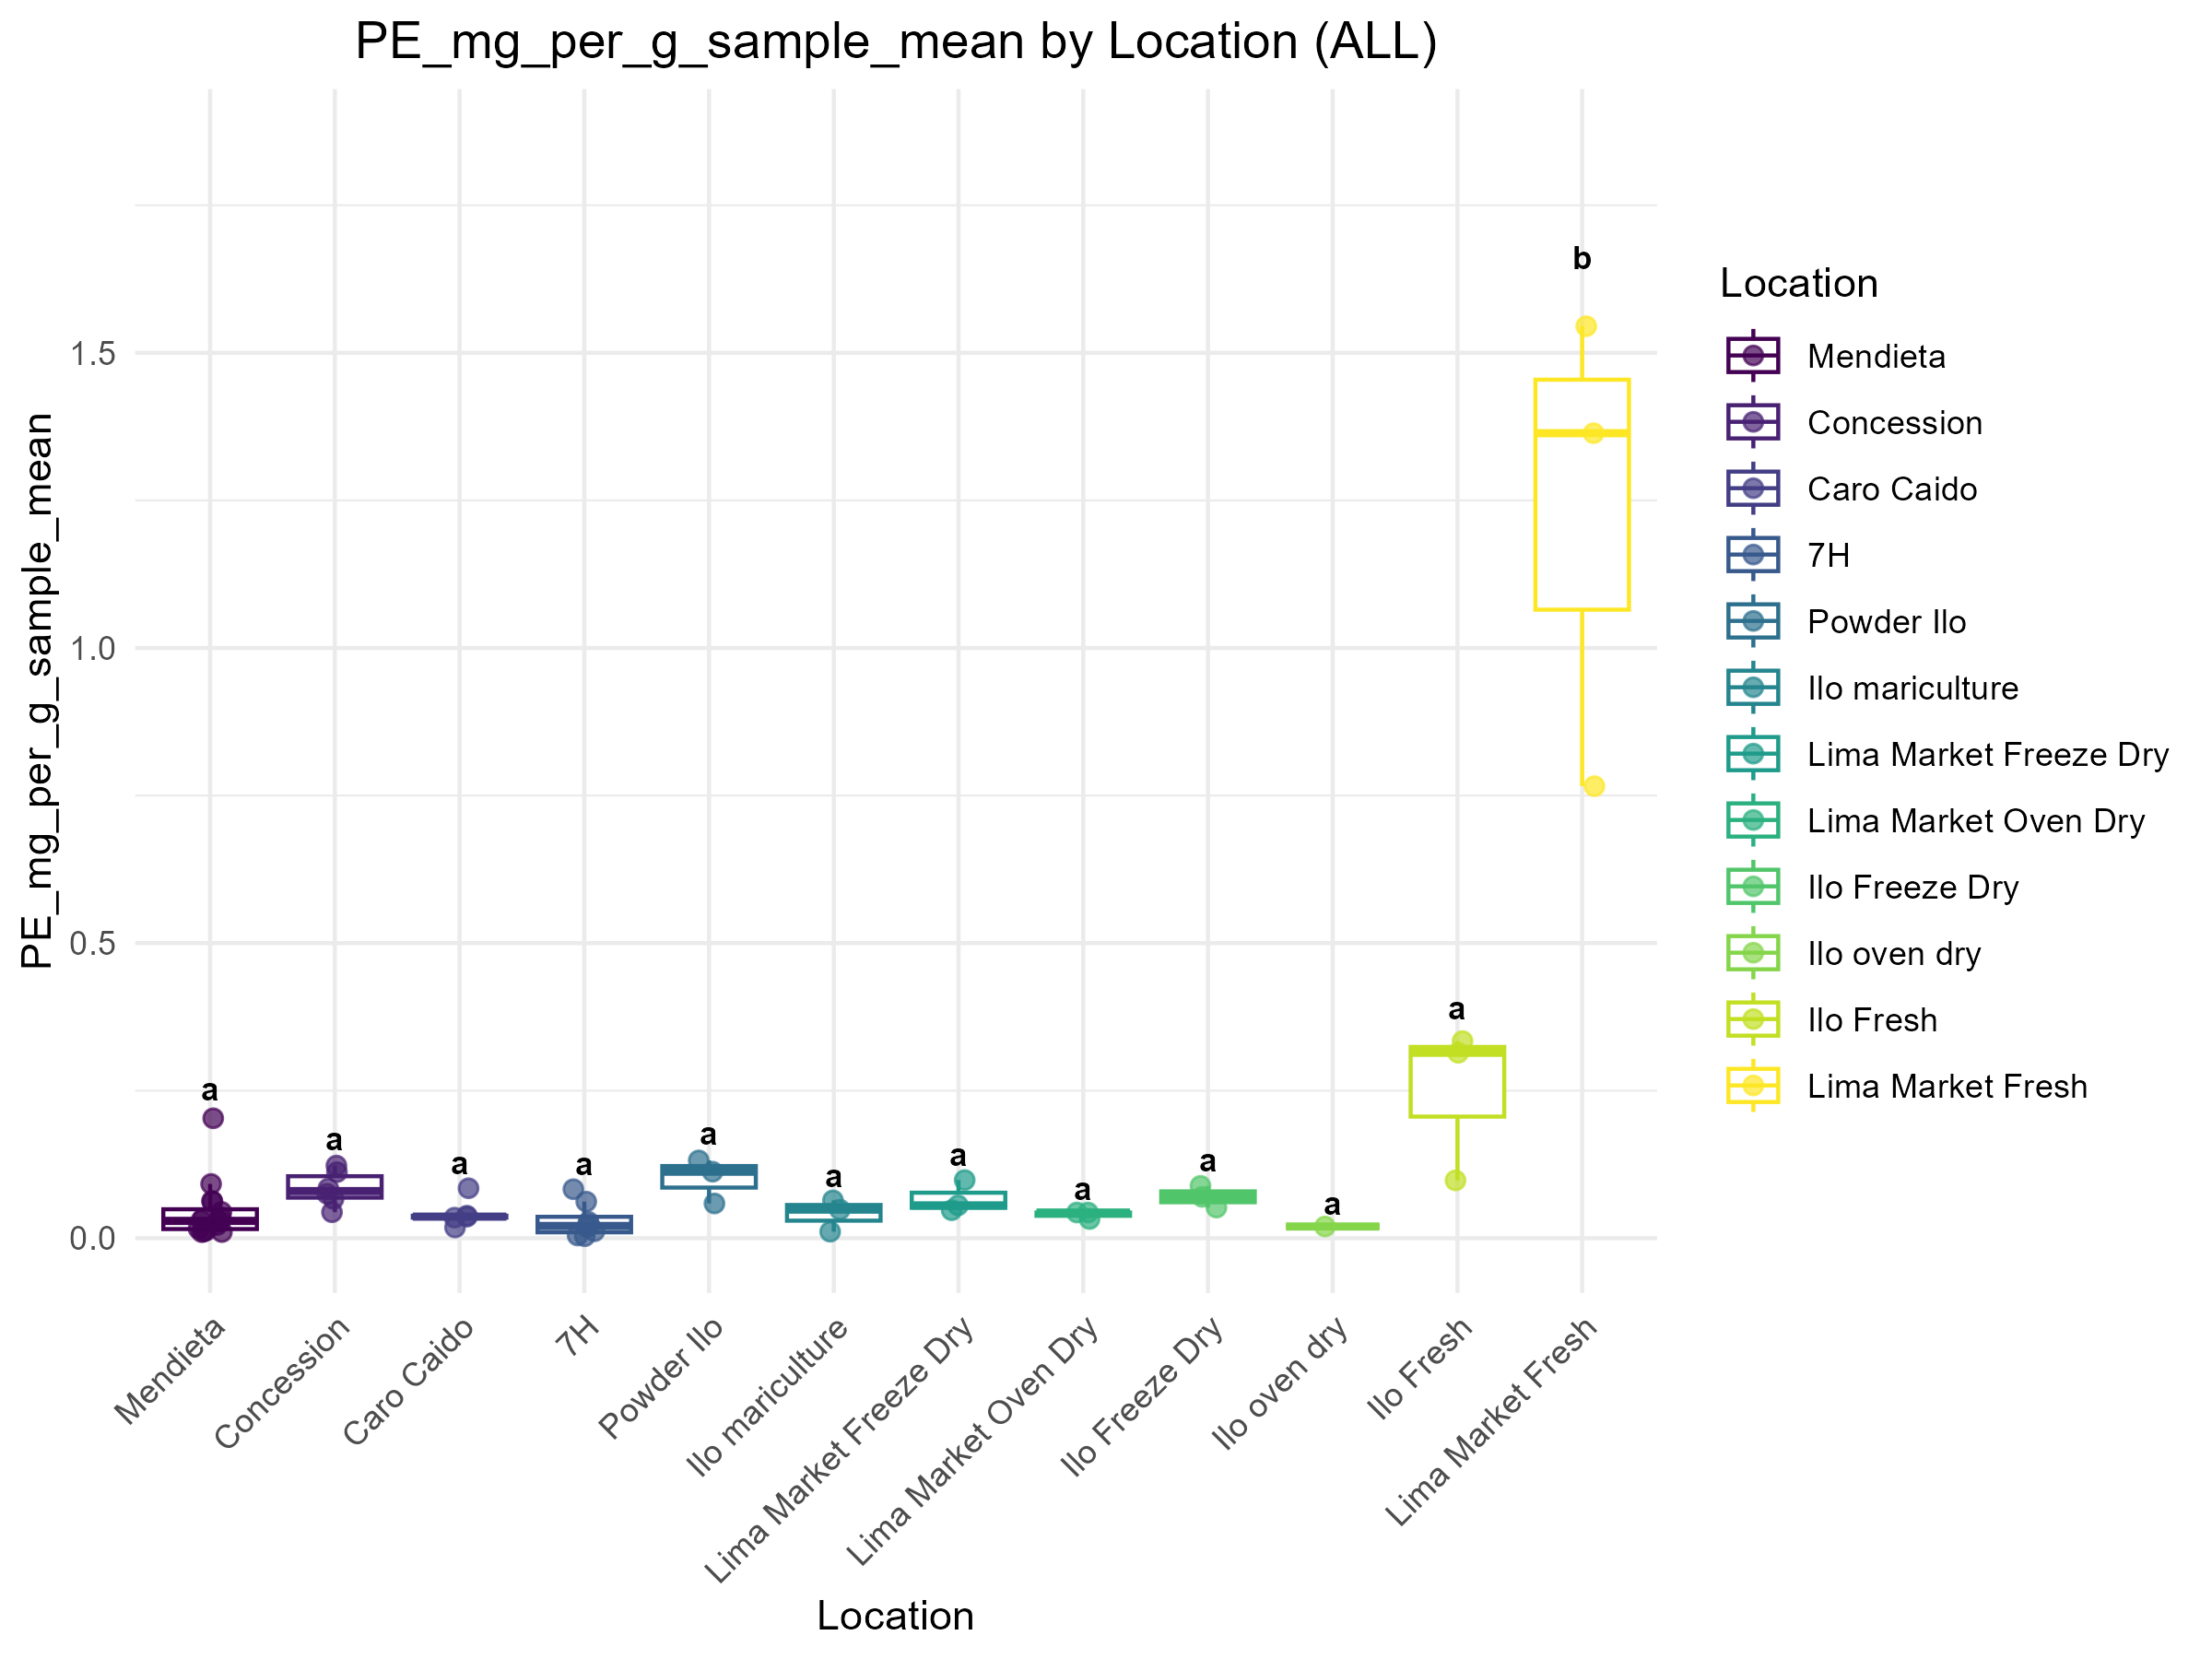 PE_mg_per_g_sample_mean by Location (ALL)
PE_mg_per_g_sample_mean
1.5
1.0
0.5
0.0
a
a
a
a
a
a
a
a
a
a
a
b
Mendieta
Concession
Caro Caido
7H
Powder Ilo
Ilo mariculture
Lima Market Freeze Dry
Lima Market Oven Dry
Ilo Freeze Dry
Ilo oven dry
Ilo Fresh
Lima Market Fresh
Location
Location
Mendieta
Concession
Caro Caido
7H
Powder Ilo
Ilo mariculture
Lima Market Freeze Dry
Lima Market Oven Dry
Ilo Freeze Dry
Ilo oven dry
Ilo Fresh
Lima Market Fresh